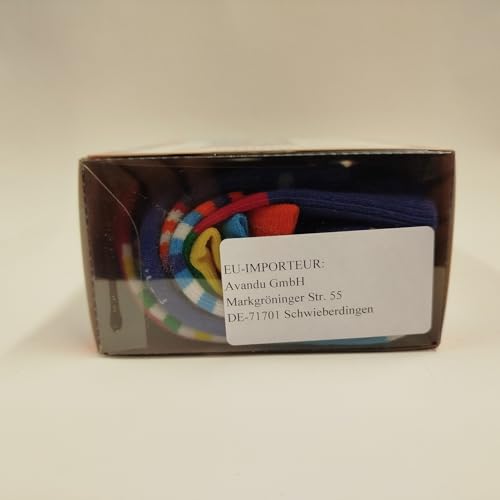 EU-IMPORTEUR:
Avandu GmbH
Markgröninger Str. 55
DE-71701 Schwieberdingen